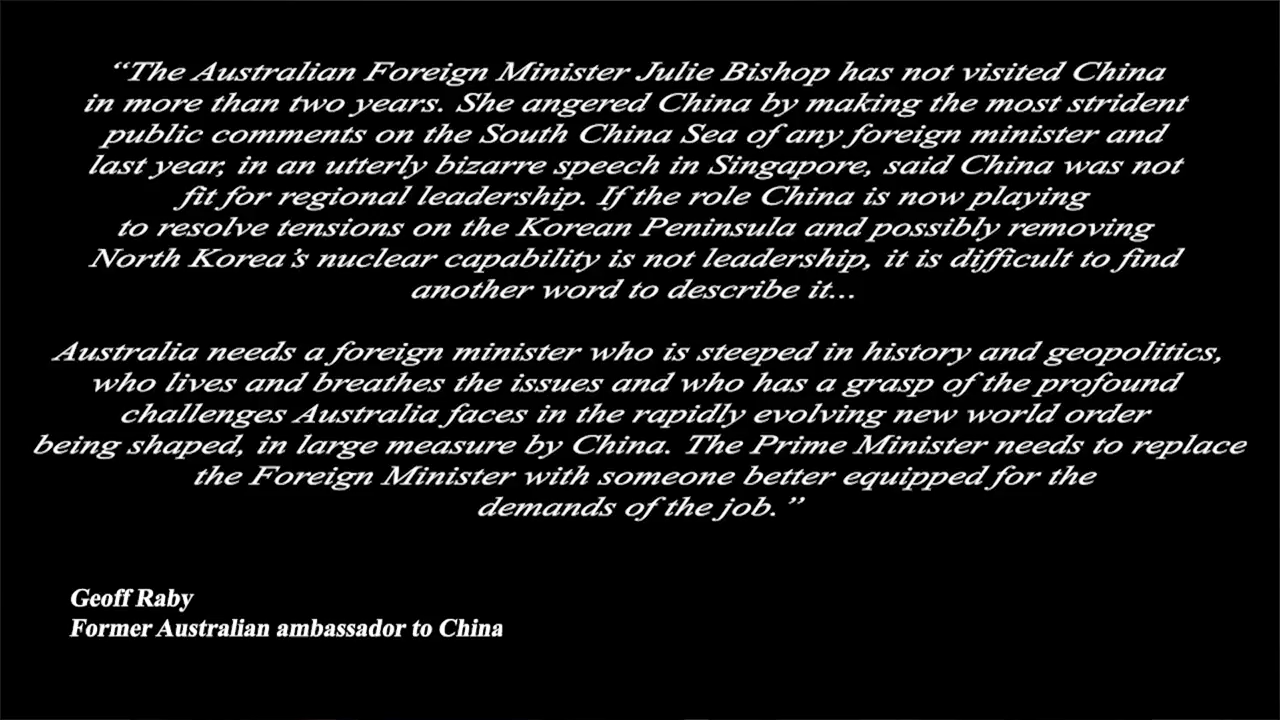 “The Australian Foreign Minister Julie Bishop has not visited China
in more than two years. She angered China by making the most strident
public comments on the South China Sea of any foreign minister and
last year, in an utterly bizarre speech in Singapore, said China was not
fit for regional leadership. If the role China is now playing
to resolve tensions on the Korean Peninsula and possibly removing
North Korea’s nuclear capability is not leadership, it is difficult to find
another word to describe it...
Australia needs a foreign minister who is steeped in history and geopolitics,
who lives and breathes the issues and who has a grasp of the profound
challenges Australia faces in the rapidly evolving new world order
being shaped, in large measure by China. The Prime Minister needs to replace
the Foreign Minister with someone better equipped for the
demands of the job.”
Geoff Raby
Former Australian ambassador to China